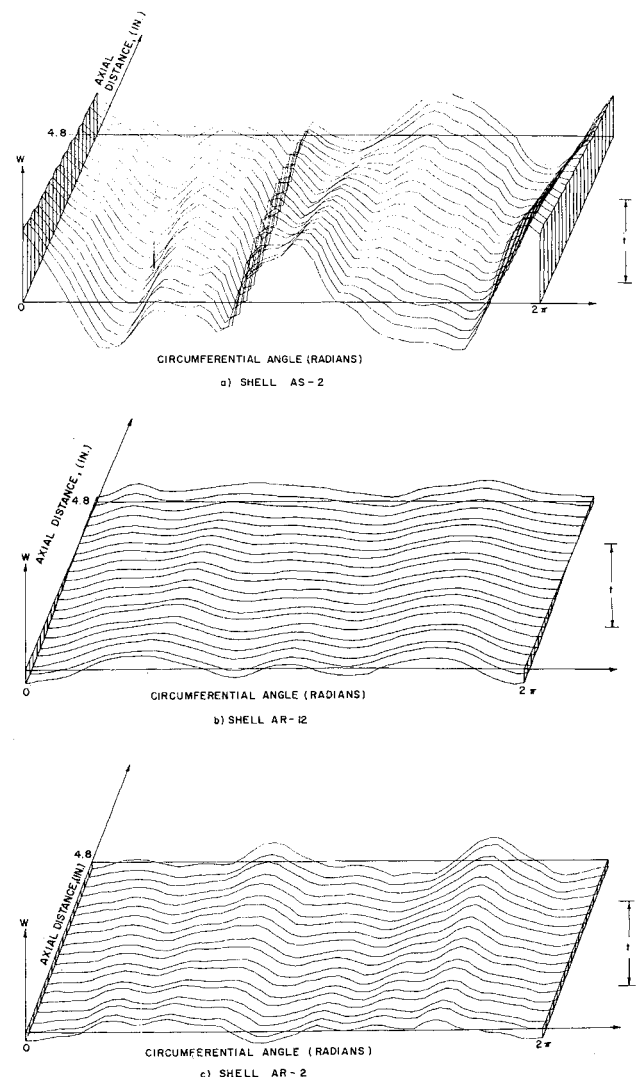 AXIAL
DISTANCE, (IN.)
4.8
W
t
0
2π
CIRCUMFERENTIAL ANGLE (RADIANS)
a) SHELL AS-2
AXIAL DISTANCE, (IN.)
4.8
W
t
0
2π
CIRCUMFERENTIAL ANGLE (RADIANS)
b) SHELL AR-12
4.8
AXIAL DISTANCE, (IN.)
W
t
0
2π
CIRCUMFERENTIAL ANGLE (RADIANS)
c) SHELL AR-2